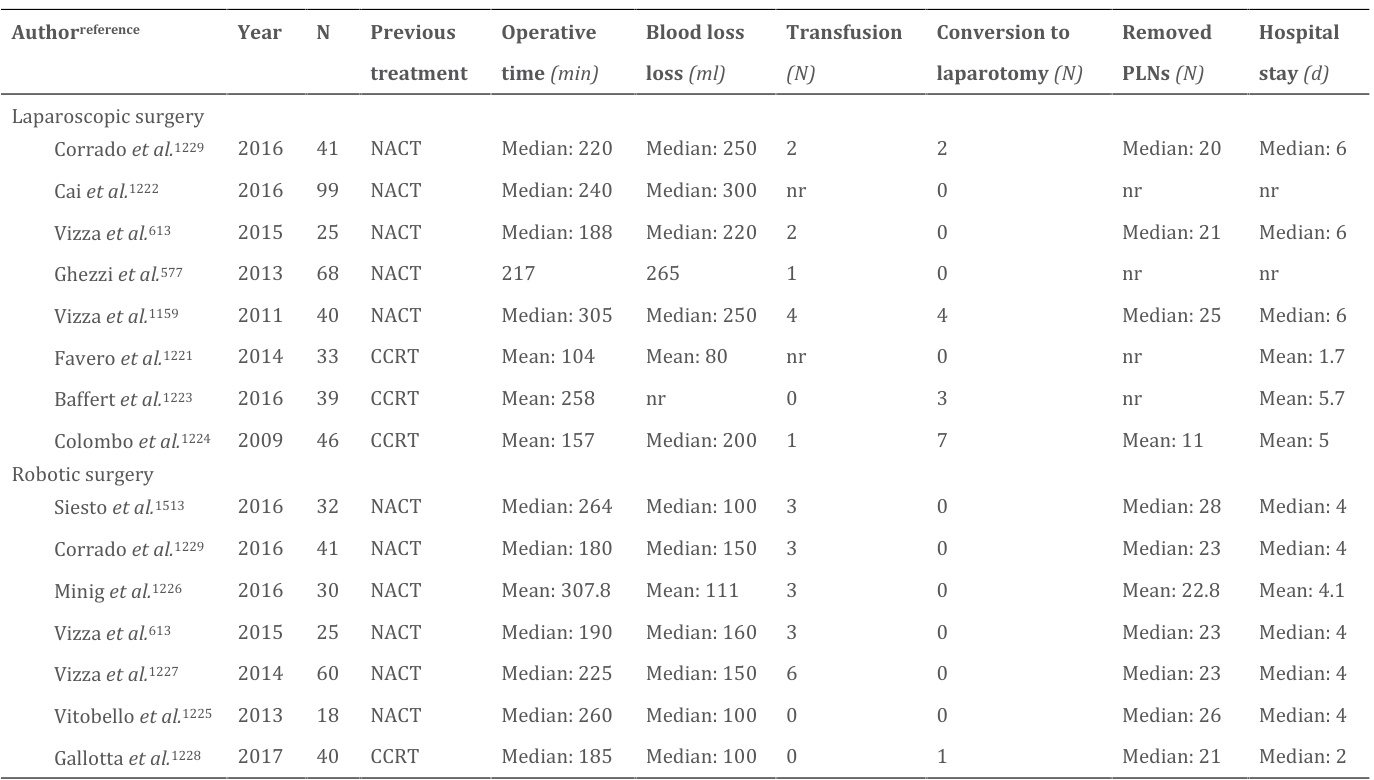 Authorreference Year N Previous Operative Blood loss Transfusion Conversion to Removed Hospital
treatment time (min) loss (ml) (N) laparotomy (N) PLNs (N) stay (d)
Laparoscopic surgery
Corrado et al.1229 2016 41 NACT Median: 220 Median: 250 2 2 Median: 20 Median: 6
Cai et al.1222 2016 99 NACT Median: 240 Median: 300 nr 0 nr nr
Vizza et al.613 2015 25 NACT Median: 188 Median: 220 2 0 Median: 21 Median: 6
Ghezzi et al.577 2013 68 NACT 217 265 1 0 nr nr
Vizza et al.1159 2011 40 NACT Median: 305 Median: 250 4 4 Median: 25 Median: 6
Favero et al.1221 2014 33 CCRT Mean: 104 Mean: 80 nr 0 nr Mean: 1.7
Baffert et al.1223 2016 39 CCRT Mean: 258 nr 0 3 nr Mean: 5.7
Colombo et al.1224 2009 46 CCRT Mean: 157 Median: 200 1 7 Mean: 11 Mean: 5
Robotic surgery
Siesto et al.1513 2016 32 NACT Median: 264 Median: 100 3 0 Median: 28 Median: 4
Corrado et al.1229 2016 41 NACT Median: 180 Median: 150 3 0 Median: 23 Median: 4
Minig et al.1226 2016 30 NACT Mean: 307.8 Mean: 111 3 0 Mean: 22.8 Mean: 4.1
Vizza et al.613 2015 25 NACT Median: 190 Median: 160 3 0 Median: 23 Median: 4
Vizza et al.1227 2014 60 NACT Median: 225 Median: 150 6 0 Median: 23 Median: 4
Vitobello et al.1225 2013 18 NACT Median: 260 Median: 100 0 0 Median: 26 Median: 4
Gallotta et al.1228 2017 40 CCRT Median: 185 Median: 100 0 1 Median: 21 Median: 2